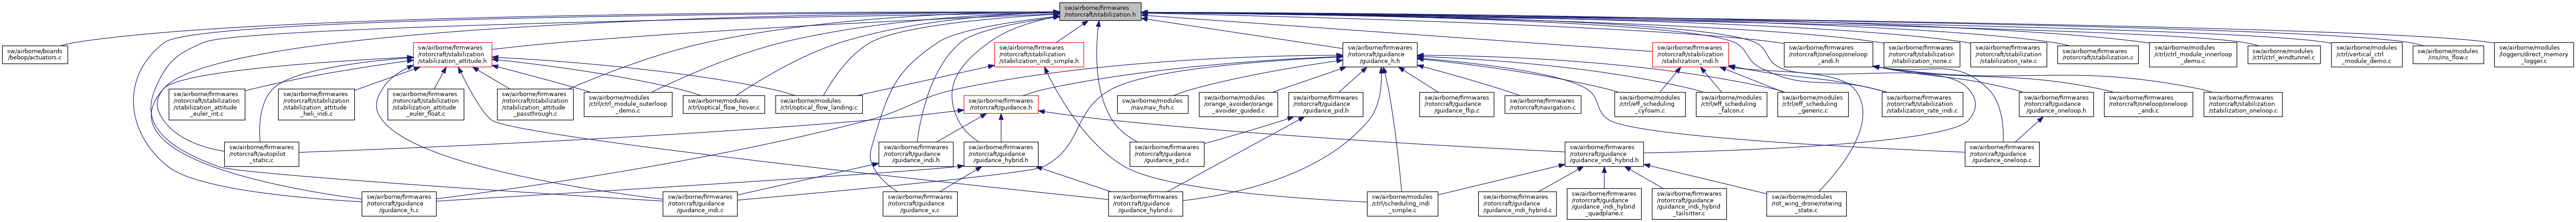 sw/airborne/firmwares
/rotorcraft/stabilization.h
sw/airborne/boards
/bebop/actuators.c
sw/airborne/firmwares
/rotorcraft/stabilization
/stabilization_attitude.h
sw/airborne/firmwares
/rotorcraft/stabilization
/stabilization_indi_simple.h
sw/airborne/firmwares
/rotorcraft/guidance
/guidance_h.h
sw/airborne/firmwares
/rotorcraft/stabilization
/stabilization_indi.h
sw/airborne/firmwares
/rotorcraft/oneloop/oneloop
_andi.h
sw/airborne/firmwares
/rotorcraft/stabilization
/stabilization_none.c
sw/airborne/firmwares
/rotorcraft/stabilization
/stabilization_rate.c
sw/airborne/firmwares
/rotorcraft/stabilization.c
sw/airborne/modules
/ctrl/ctrl_module_innerloop
_demo.c
sw/airborne/modules
/ctrl/ctrl_windtunnel.c
sw/airborne/modules
/ctrl/vertical_ctrl
_module_demo.c
sw/airborne/modules
/ins/ins_flow.c
sw/airborne/modules
/loggers/direct_memory
_logger.c
sw/airborne/firmwares
/rotorcraft/stabilization
/stabilization_attitude
_euler_int.c
sw/airborne/firmwares
/rotorcraft/stabilization
/stabilization_attitude
_heli_indi.c
sw/airborne/firmwares
/rotorcraft/stabilization
/stabilization_attitude
_euler_float.c
sw/airborne/firmwares
/rotorcraft/stabilization
/stabilization_attitude
_passthrough.c
sw/airborne/modules
/ctrl/ctrl_module_outerloop
_demo.c
sw/airborne/modules
/ctrl/optical_flow_hover.c
sw/airborne/modules
/ctrl/optical_flow_landing.c
sw/airborne/firmwares
/rotorcraft/guidance.h
sw/airborne/modules
/nav/nav_fish.c
sw/airborne/modules
/orange_avoider/orange
_avoider_guided.c
sw/airborne/firmwares
/rotorcraft/guidance
/guidance_pid.h
sw/airborne/firmwares
/rotorcraft/guidance
/guidance_flip.c
sw/airborne/firmwares
/rotorcraft/navigation.c
sw/airborne/modules
/ctrl/eff_scheduling
_cyfoam.c
sw/airborne/modules
/ctrl/eff_scheduling
_falcon.c
sw/airborne/modules
/ctrl/eff_scheduling
_generic.c
sw/airborne/firmwares
/rotorcraft/stabilization
/stabilization_rate_indi.c
sw/airborne/firmwares
/rotorcraft/guidance
/guidance_oneloop.h
sw/airborne/firmwares
/rotorcraft/oneloop/oneloop
_andi.c
sw/airborne/firmwares
/rotorcraft/stabilization
/stabilization_oneloop.c
sw/airborne/firmwares
/rotorcraft/autopilot
_static.c
sw/airborne/firmwares
/rotorcraft/guidance
/guidance_indi.h
sw/airborne/firmwares
/rotorcraft/guidance
/guidance_hybrid.h
sw/airborne/firmwares
/rotorcraft/guidance
/guidance_pid.c
sw/airborne/firmwares
/rotorcraft/guidance
/guidance_indi_hybrid.h
sw/airborne/firmwares
/rotorcraft/guidance
/guidance_oneloop.c
sw/airborne/firmwares
/rotorcraft/guidance
/guidance_h.c
sw/airborne/firmwares
/rotorcraft/guidance
/guidance_indi.c
sw/airborne/firmwares
/rotorcraft/guidance
/guidance_v.c
sw/airborne/firmwares
/rotorcraft/guidance
/guidance_hybrid.c
sw/airborne/modules
/ctrl/scheduling_indi
_simple.c
sw/airborne/firmwares
/rotorcraft/guidance
/guidance_indi_hybrid.c
sw/airborne/firmwares
/rotorcraft/guidance
/guidance_indi_hybrid
_quadplane.c
sw/airborne/firmwares
/rotorcraft/guidance
/guidance_indi_hybrid
_tailsitter.c
sw/airborne/modules
/rot_wing_drone/rotwing
_state.c